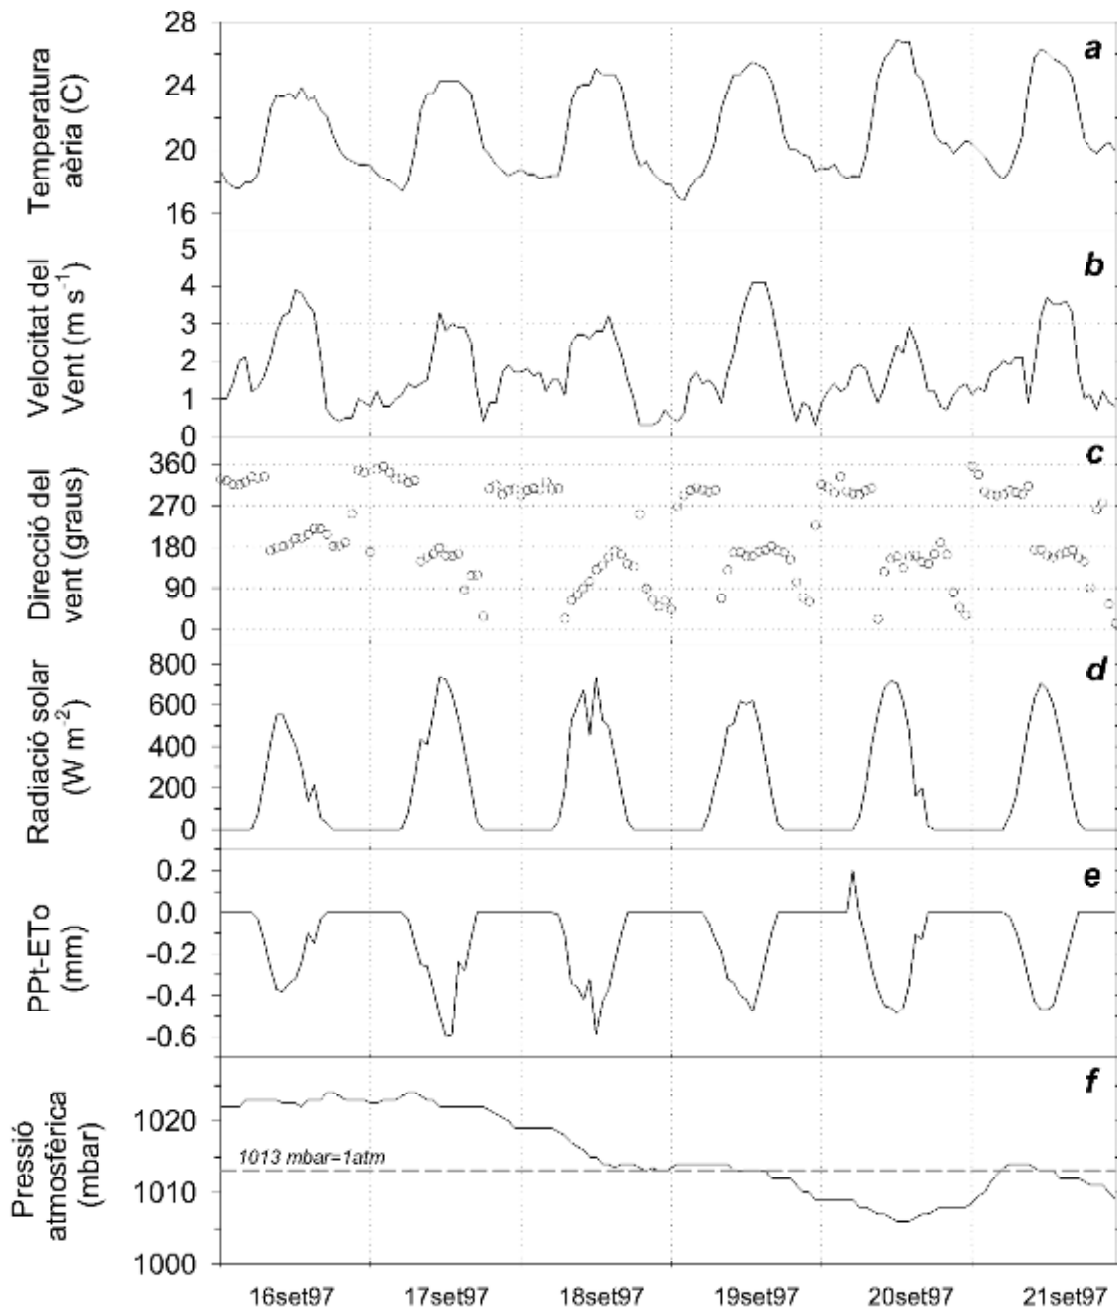 28
24
20
16
Temperatura
aèria (C)
a
5
4
3
2
1
0
Velocitat del
Vent (m s-1)
b
360
270
180
90
0
Direcció del
vent (graus)
c
800
600
400
200
0
Radiació solar
(W m-2)
d
0.2
0.0
-0.2
-0.4
-0.6
PPt-ETo
(mm)
e
1020
1010
1000
Pressió
atmosfèrica
(mbar)
f
1013 mbar=1atm
16set97 17set97 18set97 19set97 20set97 21set97